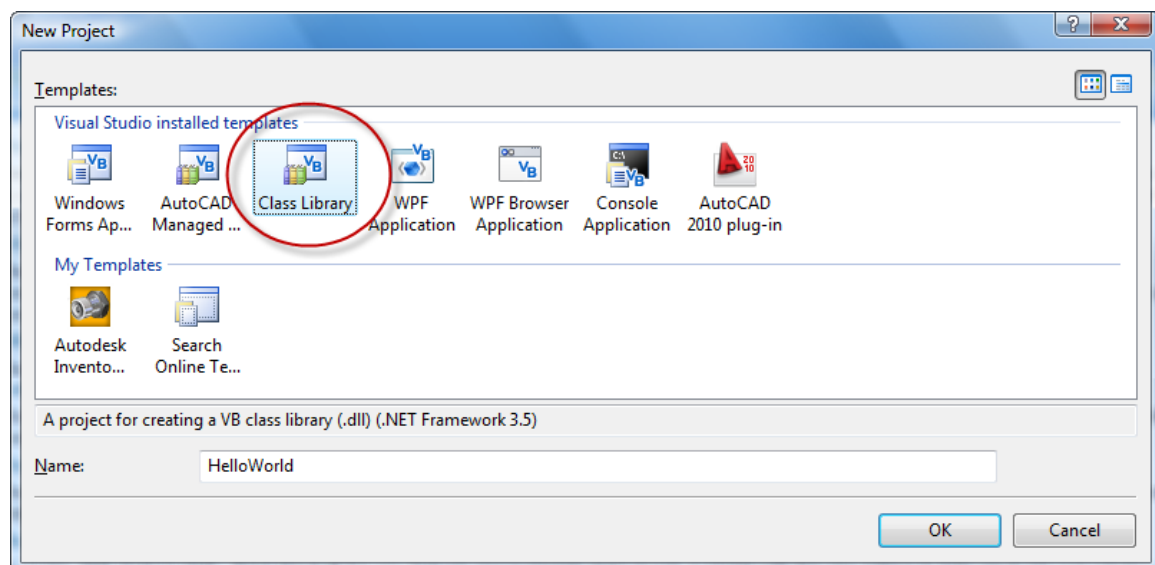 New Project
Templates:
Visual Studio installed templates
Windows Forms Ap...
AutoCAD Managed ...
Class Library
WPF Application
WPF Browser Application
Console Application
AutoCAD 2010 plug-in
My Templates
Autodesk Invento...
Search Online Te...
A project for creating a VB class library (.dll) (.NET Framework 3.5)
Name:
HelloWorld
OK
Cancel